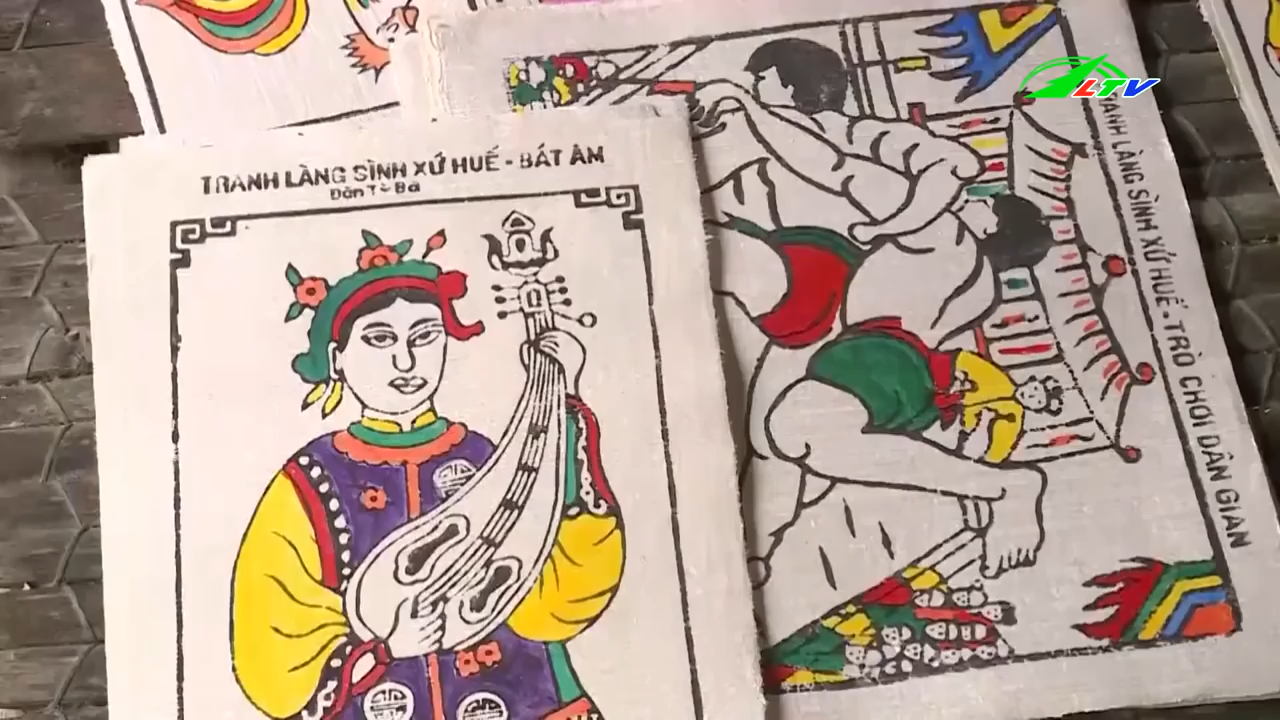 LTV
TRANH LÀNG SÌNH XỨ HUẾ - BÁT ÂM
Đàn Tỳ Bà
TRANH LÀNG SÌNH XỨ HUẾ - TRÒ CHƠI DÂN GIAN